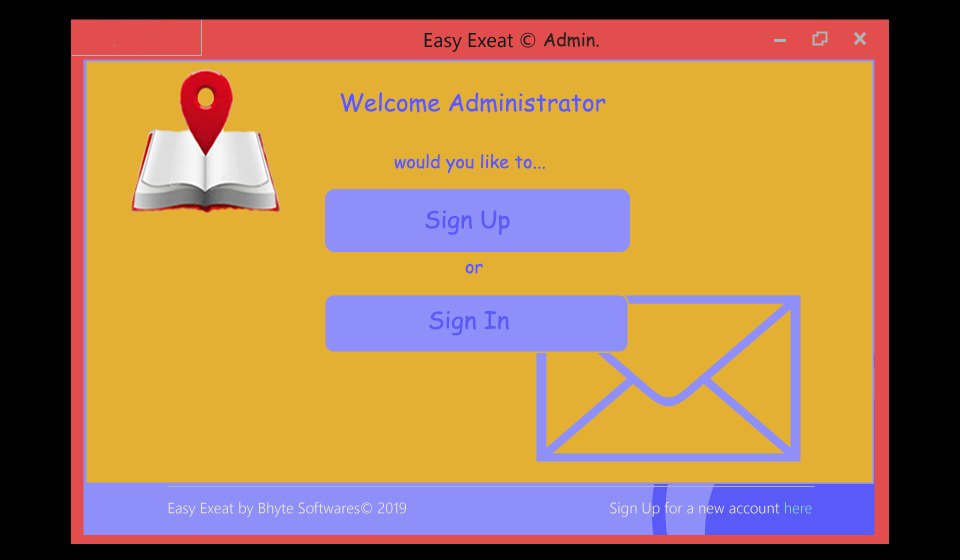 Easy Exeat © Admin.
Welcome Administrator
would you like to...
Sign Up
or
Sign In
Easy Exeat by Bhyte Softwares© 2019
Sign Up for a new account here